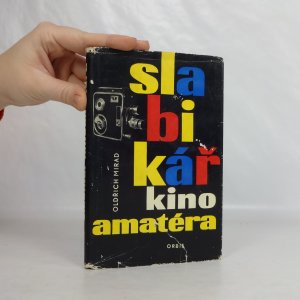 sla
bi
kář
kino
amatéra
OLDŘICH MIRAD
ORBIS